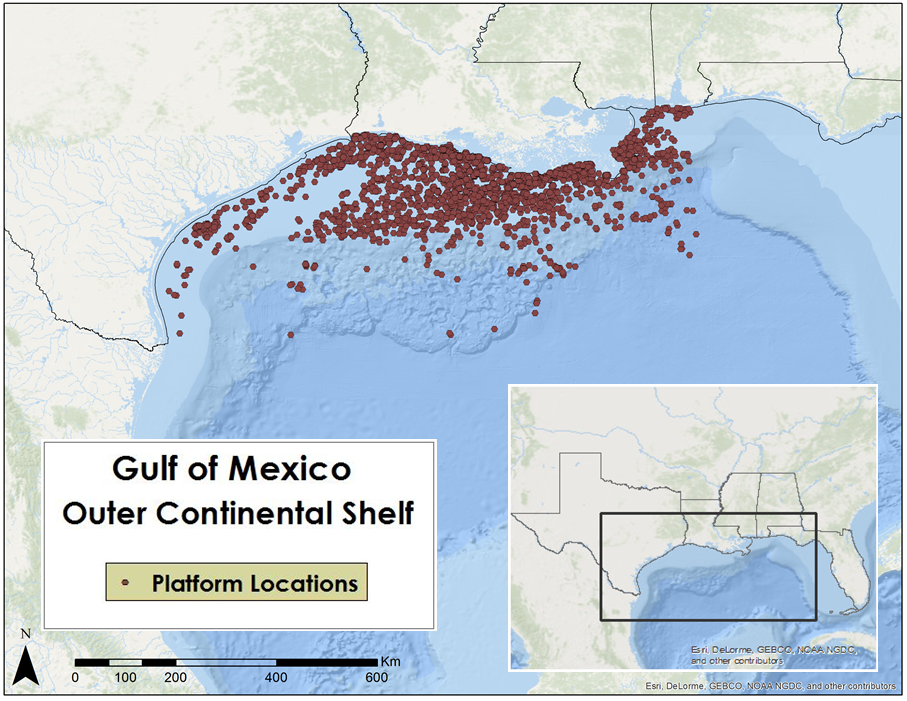 Gulf of Mexico
Outer Continental Shelf
Platform Locations
N
Km
0 100 200 400 600
Esri, DeLorme, GEBCO, NOAA NGDC,
and other contributors
Esri, DeLorme, GEBCO, NOAA NGDC, and other contributors